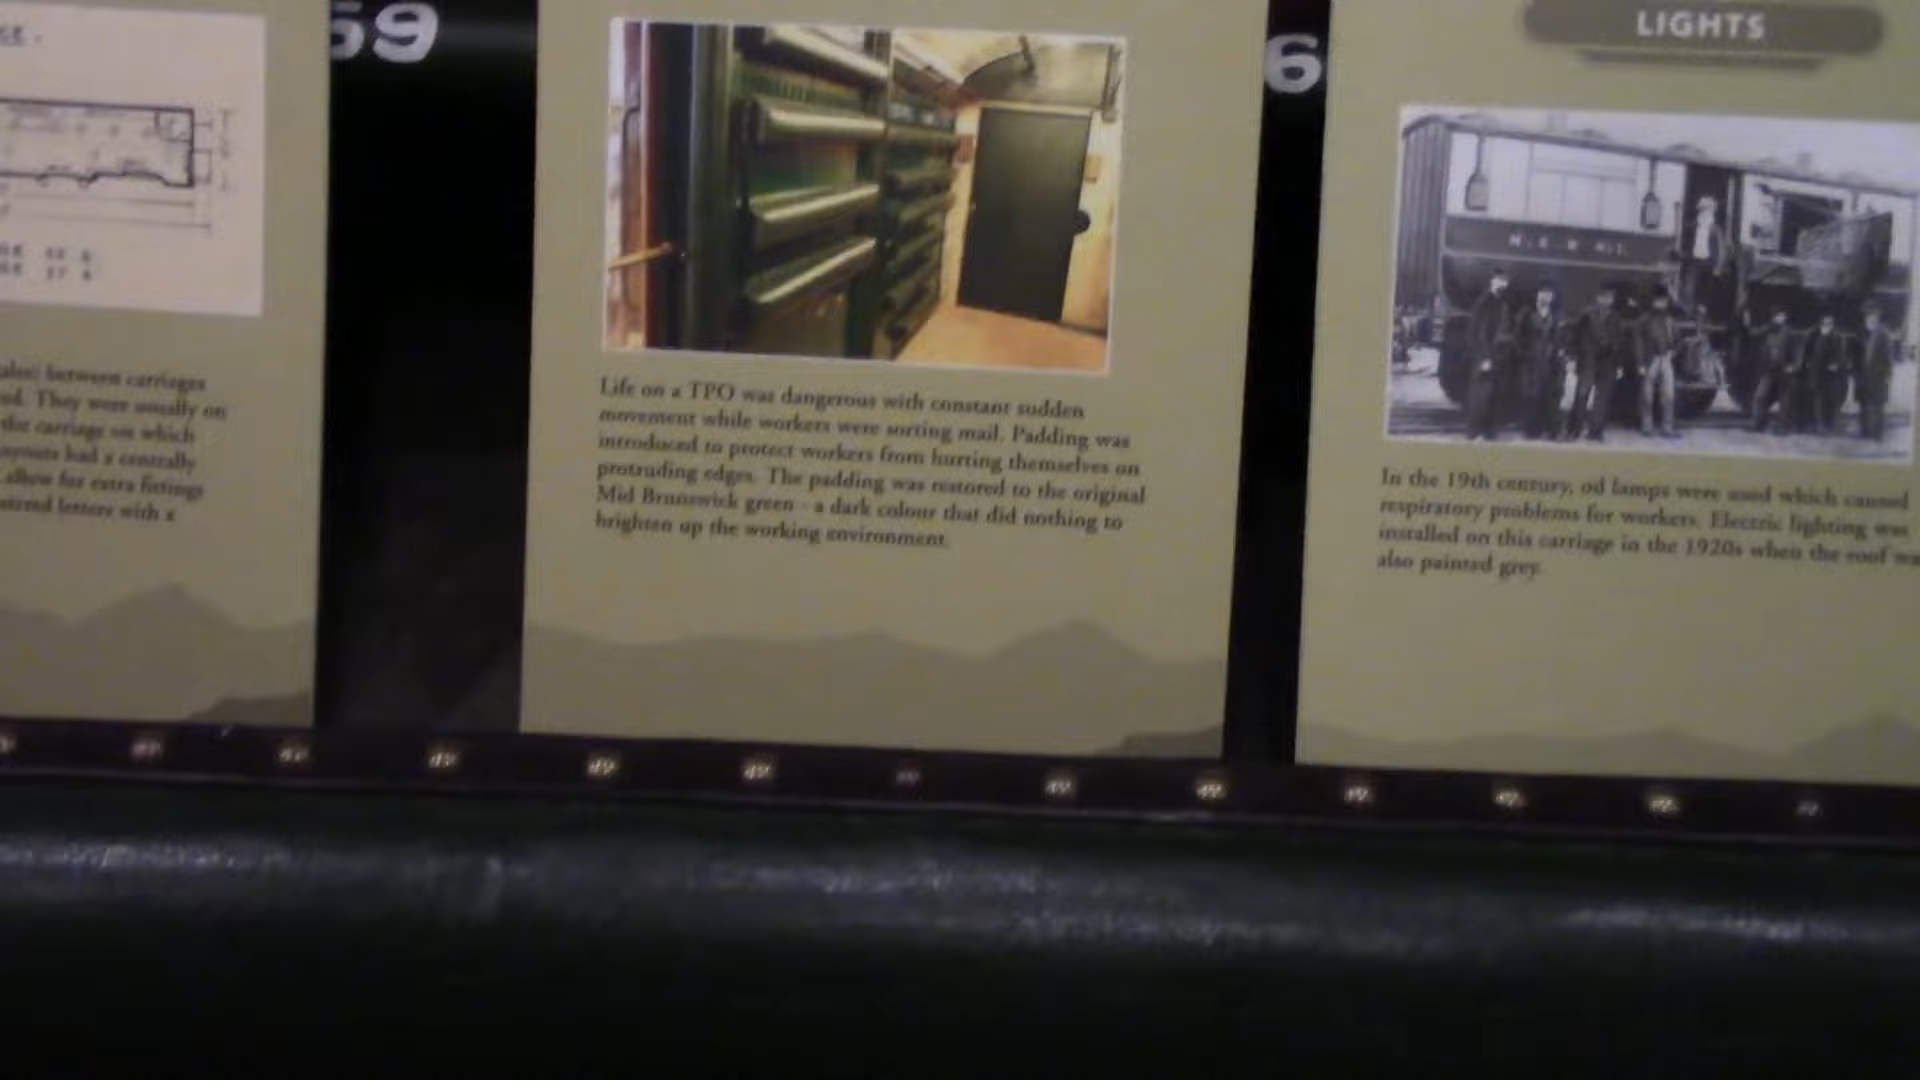 59
between carriages
They were usually on
the carriage on which
had a centrally
allow for extra fittings
letters with a
Life on a TPO was dangerous with constant sudden
movement while workers were sorting mail. Padding was
introduced to protect workers from hurting themselves on
protruding edges. The padding was restored to the original
Mid Brunswick green - a dark colour that did nothing to
brighten up the working environment.
6
LIGHTS
In the 19th century, oil lamps were used which caused
respiratory problems for workers. Electric lighting was
installed on this carriage in the 1920s when the roof
also painted grey.